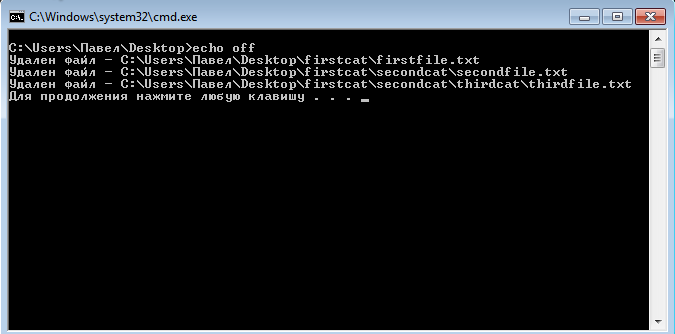 C:\Windows\system32\cmd.exe
C:\Users\Павел\Desktop>echo off
Удален файл - C:\Users\Павел\Desktop\firstcat\firstfile.txt
Удален файл - C:\Users\Павел\Desktop\firstcat\secondcat\secondfile.txt
Удален файл - C:\Users\Павел\Desktop\firstcat\secondcat\thirdcat\thirdfile.txt
Для продолжения нажмите любую клавишу . . .